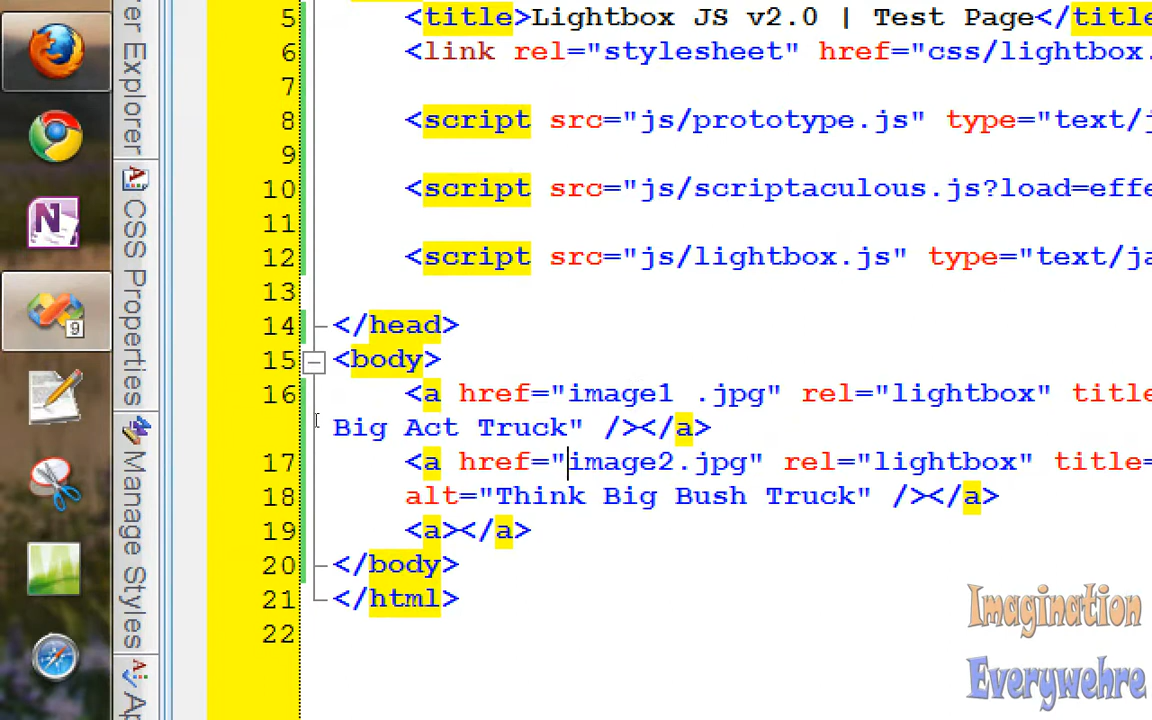 er Explorer
CSS Properties
Manage Styles
Ap
N
9
5 <title>Lightbox JS v2.0 | Test Page</title
6 <link rel="stylesheet" href="css/lightbox.
7
8 <script src="js/prototype.js" type="text/j
9
10 <script src="js/scriptaculous.js?load=effe
11
12 <script src="js/lightbox.js" type="text/ja
13
14 </head>
15 <body>
16 <a href="image1 .jpg" rel="lightbox" title
Big Act Truck" /></a>
17 <a href="image2.jpg" rel="lightbox" title=
18 alt="Think Big Bush Truck" /></a>
19 <a></a>
20 </body>
21 </html>
22
Imagination
Everywehre